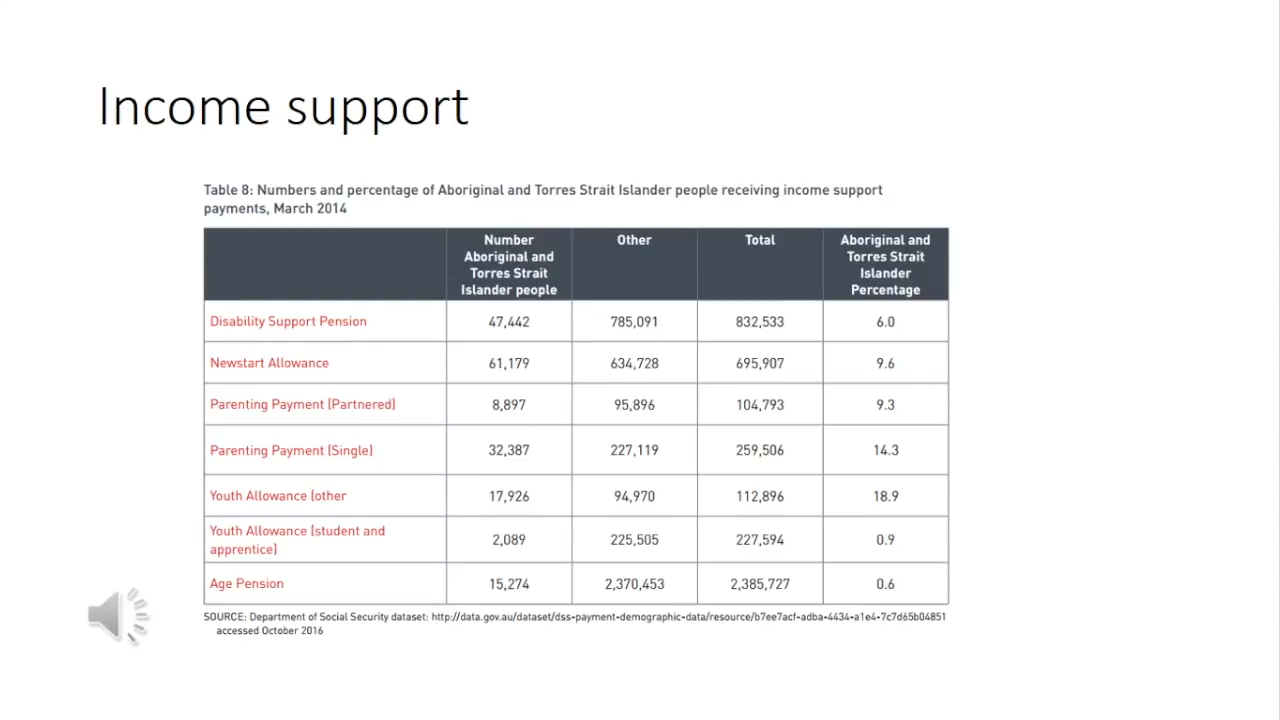 Income support
Table 8: Numbers and percentage of Aboriginal and Torres Strait Islander people receiving income support
payments, March 2014
Number Aboriginal and Torres Strait Islander people Other Total Aboriginal and Torres Strait Islander Percentage
Disability Support Pension 47,442 785,091 832,533 6.0
Newstart Allowance 61,179 634,728 695,907 9.6
Parenting Payment (Partnered) 8,897 95,896 104,793 9.3
Parenting Payment (Single) 32,387 227,119 259,506 14.3
Youth Allowance (other 17,926 94,970 112,896 18.9
Youth Allowance (student and apprentice) 2,089 225,505 227,594 0.9
Age Pension 15,274 2,370,453 2,385,727 0.6
SOURCE: Department of Social Security dataset: http://data.gov.au/dataset/dss-payment-demographic-data/resource/b7ee7acf-adba-4434-a1e4-7c7d65b04851
accessed October 2016